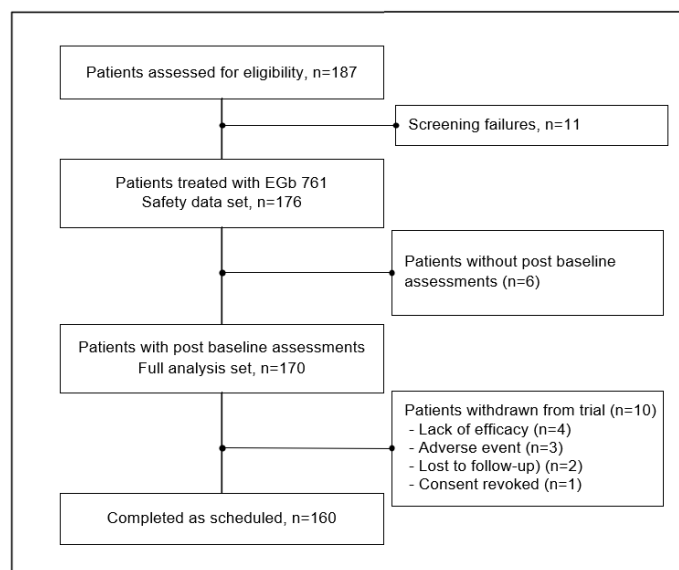 Patients assessed for eligibility, n=187
Screening failures, n=11
Patients treated with EGb 761
Safety data set, n=176
Patients without post baseline
assessments (n=6)
Patients with post baseline assessments
Full analysis set, n=170
Patients withdrawn from trial (n=10)
- Lack of efficacy (n=4)
- Adverse event (n=3)
- Lost to follow-up) (n=2)
- Consent revoked (n=1)
Completed as scheduled, n=160